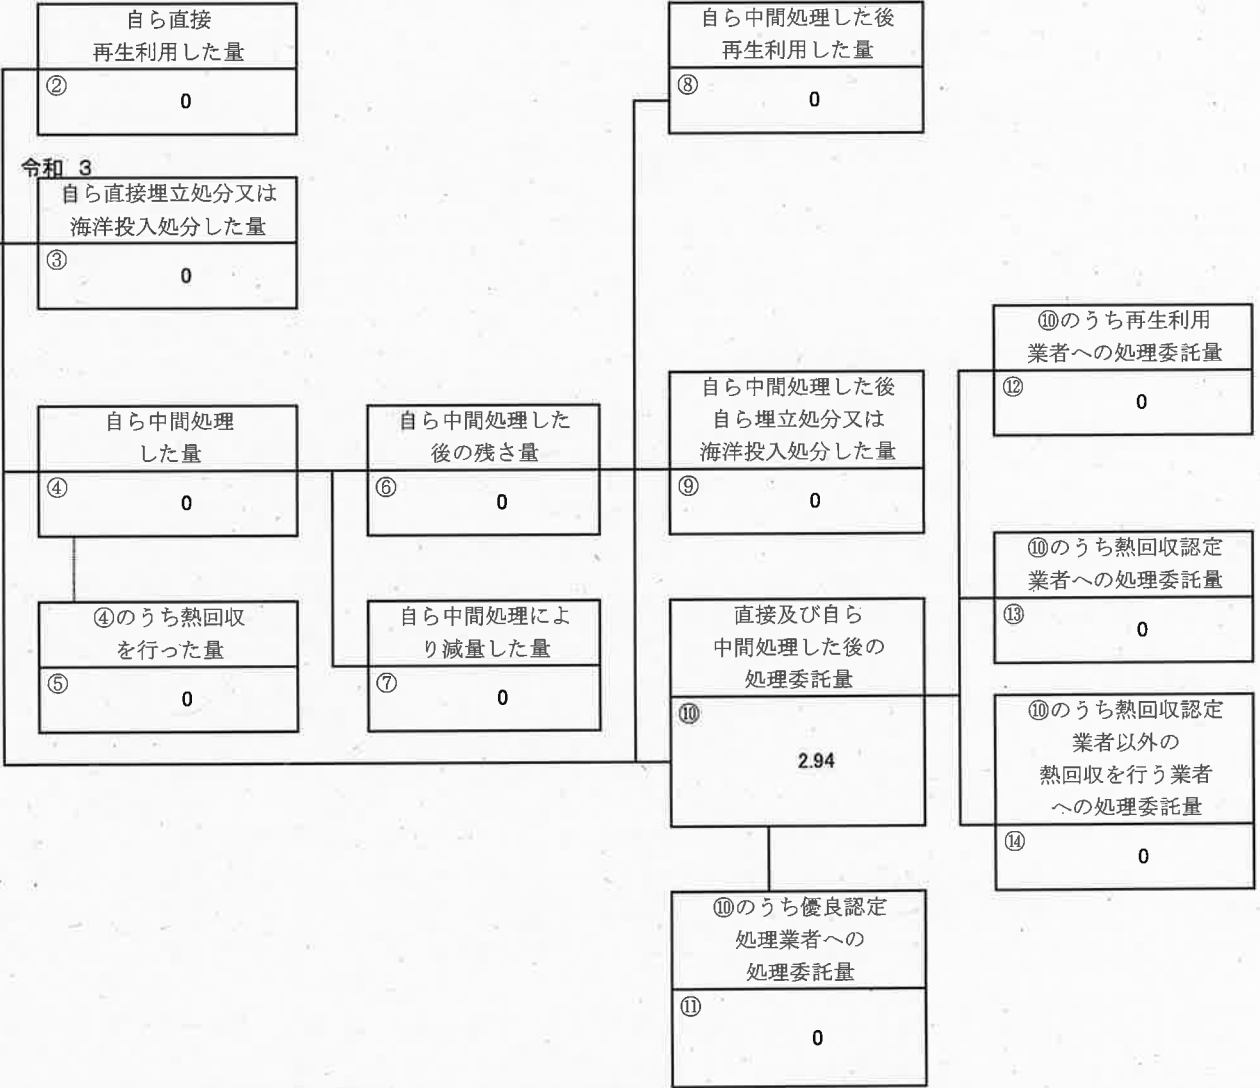 自ら直接
再生利用した量
②
0
自ら中間処理した後
再生利用した量
⑧
0
令和 3
自ら直接埋立処分又は
海洋投入処分した量
③
0
⑩のうち再生利用
業者への処理委託量
⑫
0
自ら中間処理
した量
④
0
自ら中間処理した
後の残さ量
⑥
0
自ら中間処理した後
自ら埋立処分又は
海洋投入処分した量
⑨
0
⑩のうち熱回収認定
業者への処理委託量
⑬
0
④のうち熱回収
を行った量
⑤
0
自ら中間処理によ
り減量した量
⑦
0
直接及び自ら
中間処理した後の
処理委託量
⑩
2.94
⑩のうち熱回収認定
業者以外の
熱回収を行う業者
への処理委託量
⑭
0
⑩のうち優良認定
処理業者への
処理委託量
⑪
0